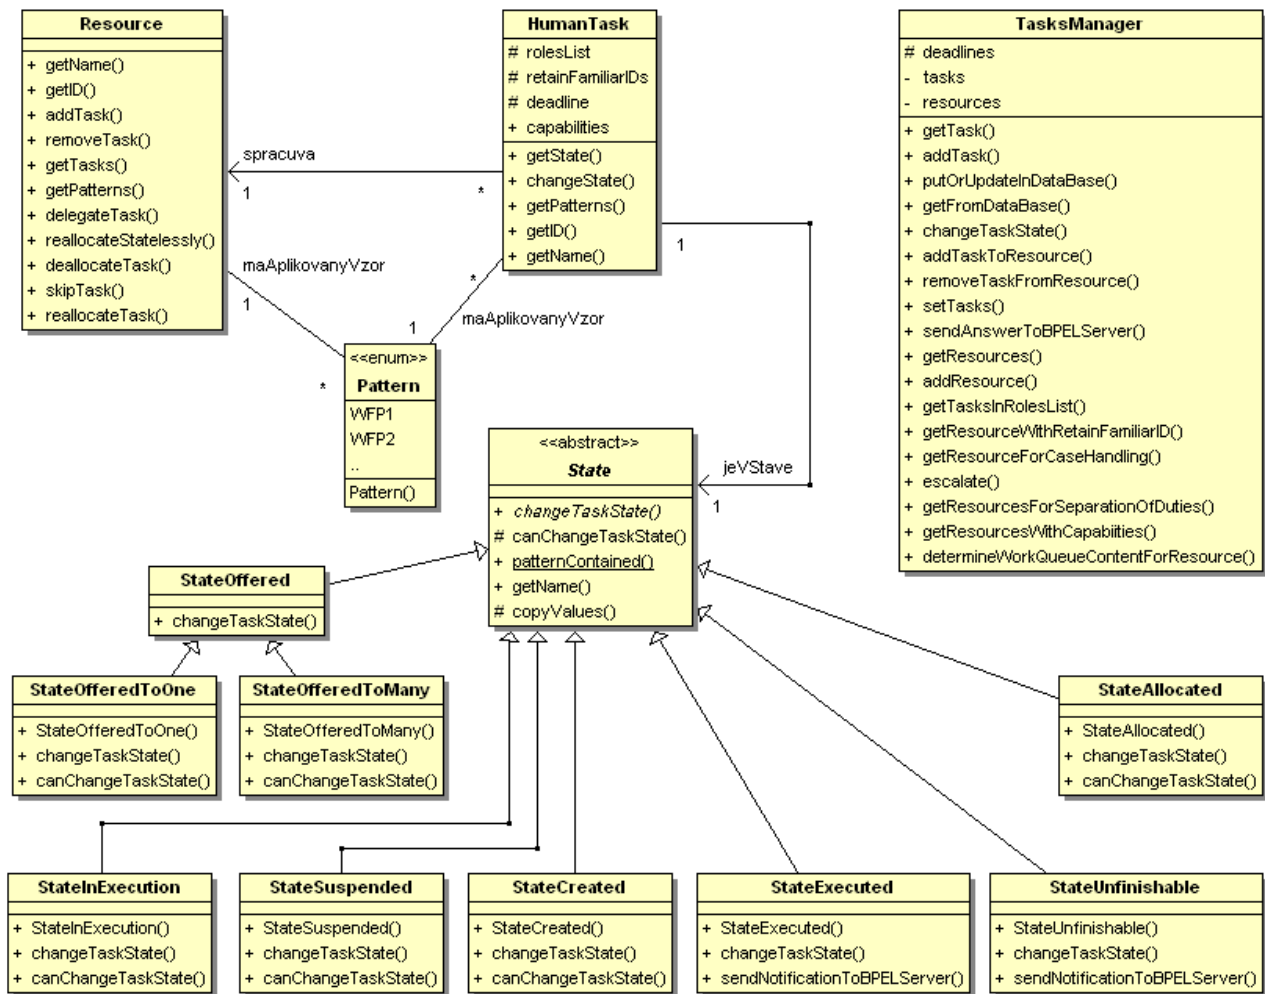 Resource
+ getName()
+ getID()
+ addTask()
+ removeTask()
+ getTasks()
+ getPatterns()
+ delegateTask()
+ reallocateStatelessly()
+ deallocateTask()
+ skipTask()
+ reallocateTask()
HumanTask
# rolesList
# retainFamiliarIDs
# deadline
+ capabilities
+ getState()
+ changeState()
+ getPatterns()
+ getID()
+ getName()
TasksManager
# deadlines
- tasks
- resources
+ getTask()
+ addTask()
+ putOrUpdateInDataBase()
+ getFromDataBase()
+ changeTaskState()
+ addTaskToResource()
+ removeTaskFromResource()
+ setTasks()
+ sendAnswerToBPELServer()
+ getResources()
+ addResource()
+ getTasksInRolesList()
+ getResourceWithRetainFamiliarID()
+ getResourceForCaseHandling()
+ escalate()
+ getResourcesForSeparationOfDuties()
+ getResourcesWithCapabiities()
+ determineWorkQueueContentForResource()
spracuva
1
*
maAplikovanyVzor
1
*
*
maAplikovanyVzor
1
1
jeVStave
1
<<enum>>
Pattern
WFP1
WFP2
..
Pattern()
<<abstract>>
State
+ changeTaskState()
# canChangeTaskState()
+ patternContained()
+ getName()
# copyValues()
StateOffered
+ changeTaskState()
StateOfferedToOne
+ StateOfferedToOne()
+ changeTaskState()
+ canChangeTaskState()
StateOfferedToMany
+ StateOfferedToMany()
+ changeTaskState()
+ canChangeTaskState()
StateAllocated
+ StateAllocated()
+ changeTaskState()
+ canChangeTaskState()
StateInExecution
+ StateInExecution()
+ changeTaskState()
+ canChangeTaskState()
StateSuspended
+ StateSuspended()
+ changeTaskState()
+ canChangeTaskState()
StateCreated
+ StateCreated()
+ changeTaskState()
+ canChangeTaskState()
StateExecuted
+ StateExecuted()
+ changeTaskState()
+ sendNotificationToBPELServer()
StateUnfinishable
+ StateUnfinishable()
+ changeTaskState()
+ sendNotificationToBPELServer()